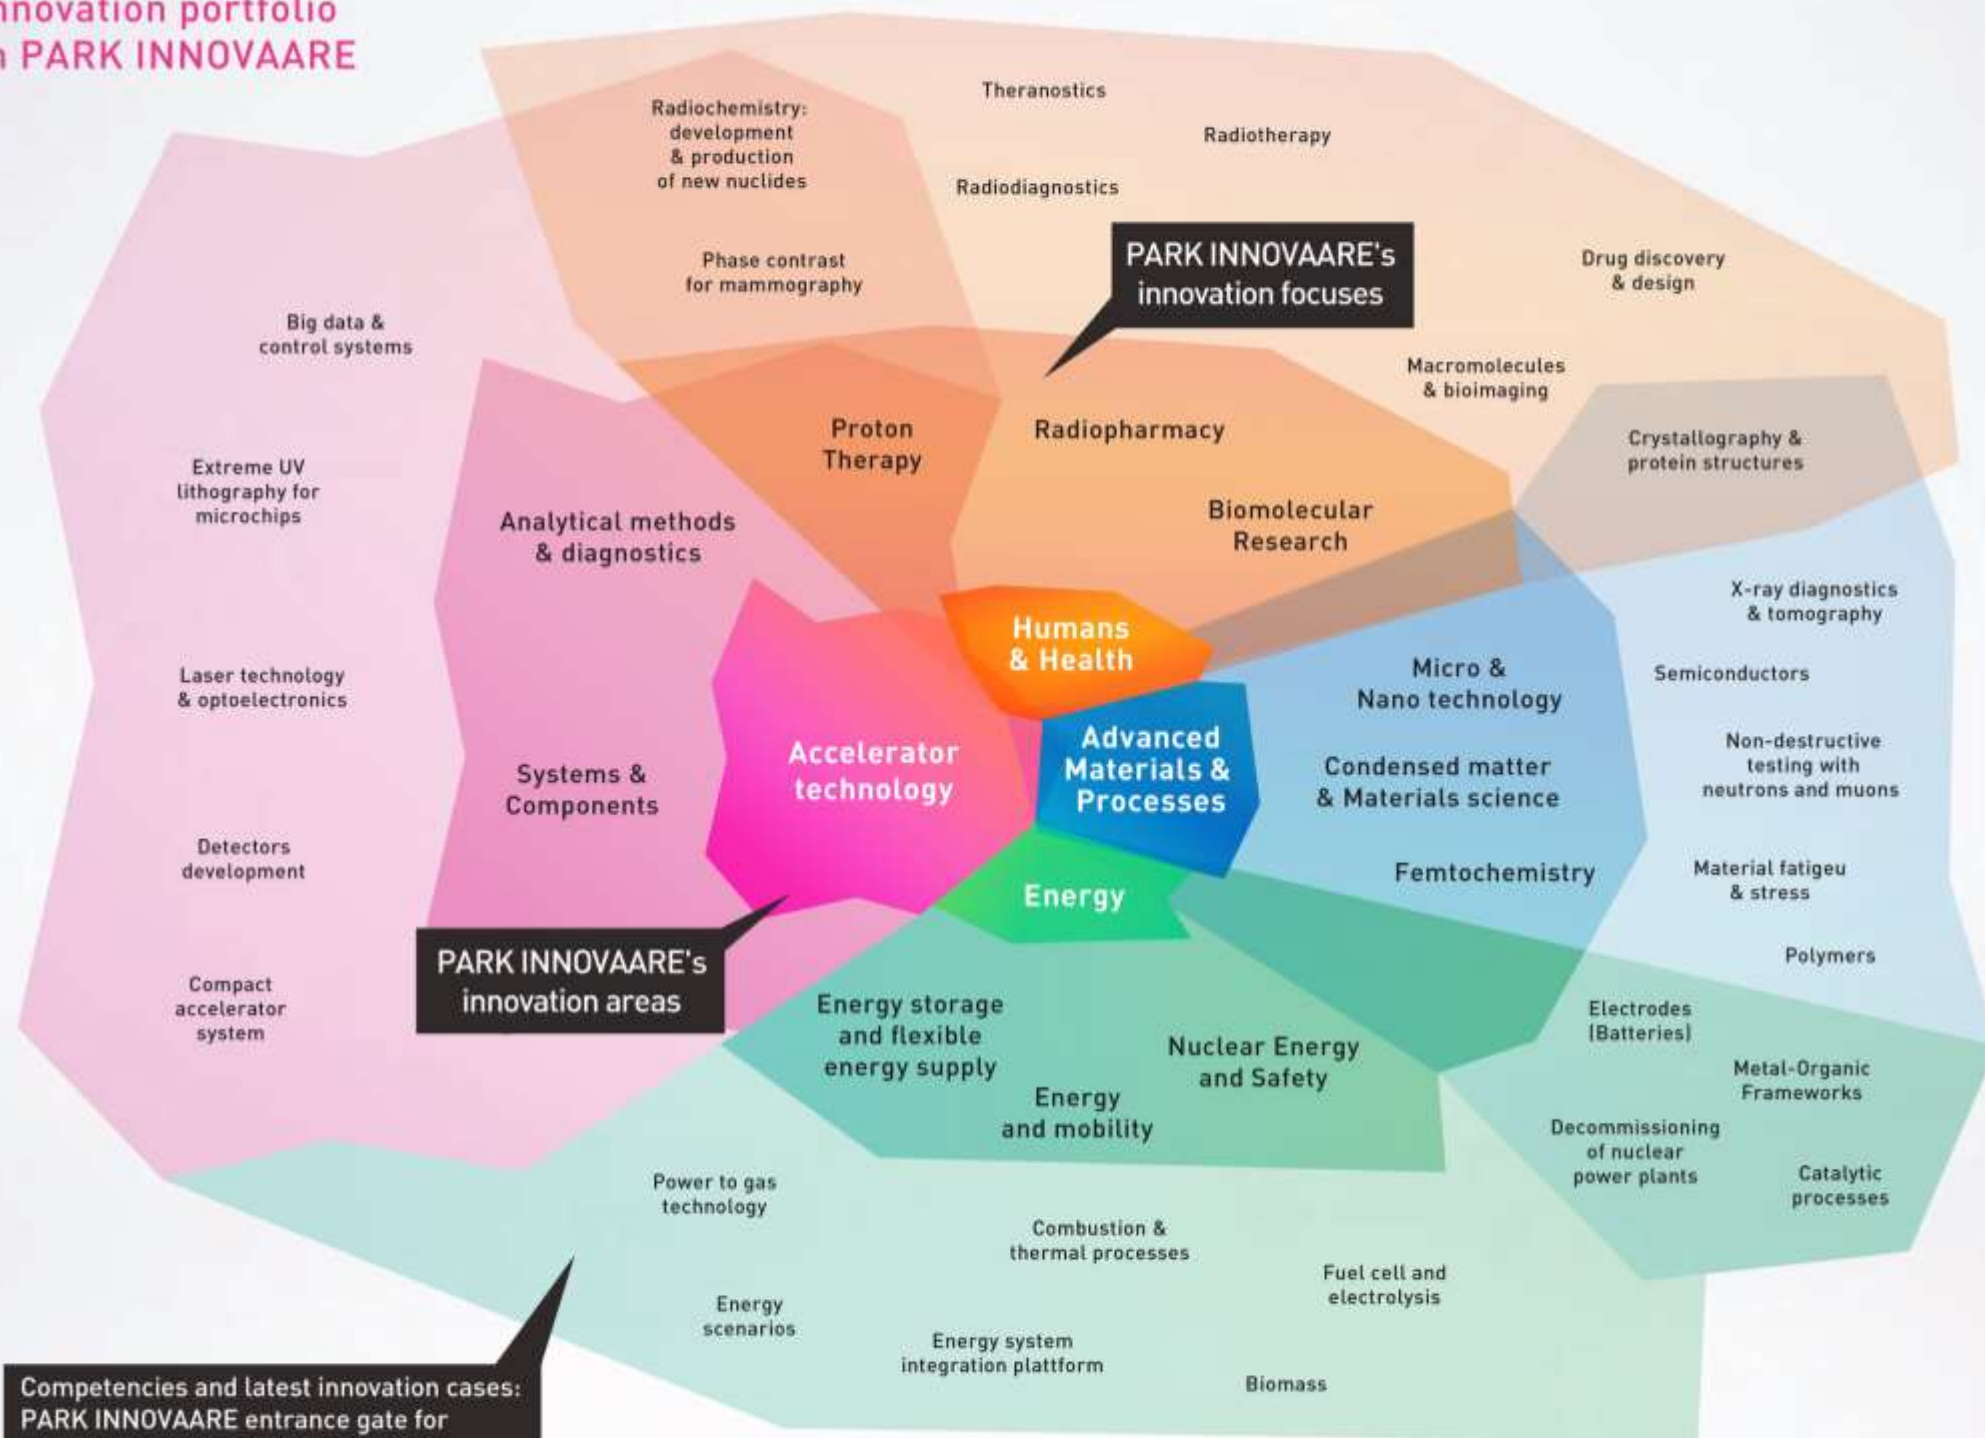 nnovation portfolio
n PARK INNOVAARE
Theranostics
Radiochemistry:
development
& production
of new nuclides
Radiotherapy
Radiodiagnostics
PARK INNOVAARE's
innovation focuses
Phase contrast
for mammography
Drug discovery
& design
Big data &
control systems
Macromolecules
& bioimaging
Proton
Therapy
Radiopharmacy
Crystallography &
protein structures
Extreme UV
lithography for
microchips
Analytical methods
& diagnostics
Biomolecular
Research
X-ray diagnostics
& tomography
Humans
& Health
Micro &
Nano technology
Semiconductors
Laser technology
& optoelectronics
Accelerator
technology
Advanced
Materials &
Processes
Systems &
Components
Condensed matter
& Materials science
Non-destructive
testing with
neutrons and muons
Detectors
development
Energy
Femtochemistry
Material fatigeu
& stress
PARK INNOVAARE's
innovation areas
Polymers
Compact
accelerator
system
Energy storage
and flexible
energy supply
Nuclear Energy
and Safety
Electrodes
(Batteries)
Energy
and mobility
Metal-Organic
Frameworks
Decommissioning
of nuclear
power plants
Catalytic
processes
Power to gas
technology
Combustion &
thermal processes
Fuel cell and
electrolysis
Energy
scenarios
Energy system
integration plattform
Biomass
Competencies and latest innovation cases:
PARK INNOVAARE entrance gate for